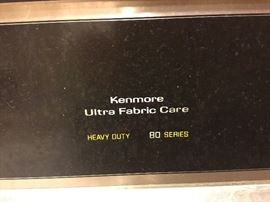 Kenmore
Ultra Fabric Care
HEAVY DUTY 80 SERIES